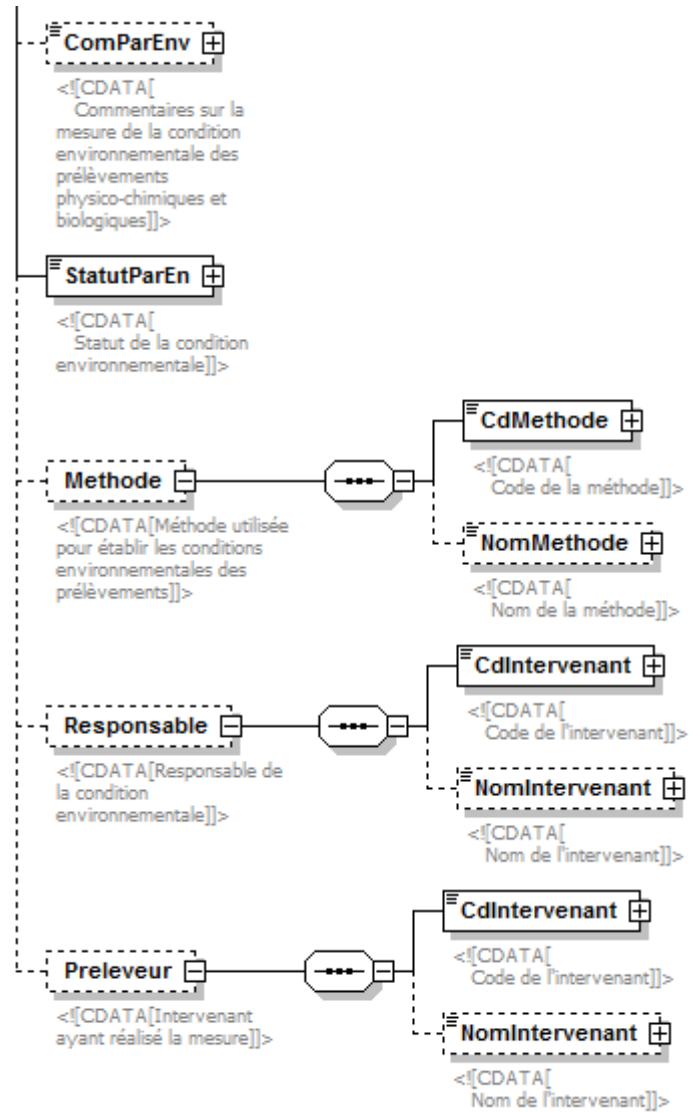 ComParEnv
<![CDATA[
Commentaires sur la
mesure de la condition
environnementale des
prélèvements
physico-chimiques et
biologiques]]>
StatutParEn
<![CDATA[
Statut de la condition
environnementale]]>
Methode
<![CDATA[Méthode utilisée
pour établir les conditions
environnementales des
prélèvements]]>
CdMethode
<![CDATA[
Code de la méthode]]>
NomMethode
<![CDATA[
Nom de la méthode]]>
Responsable
<![CDATA[Responsable de
la condition
environnementale]]>
CdIntervenant
<![CDATA[
Code de l'intervenant]]>
NomIntervenant
<![CDATA[
Nom de l'intervenant]]>
Preleveur
<![CDATA[Intervenant
ayant réalisé la mesure]]>
CdIntervenant
<![CDATA[
Code de l'intervenant]]>
NomIntervenant
<![CDATA[
Nom de l'intervenant]]>